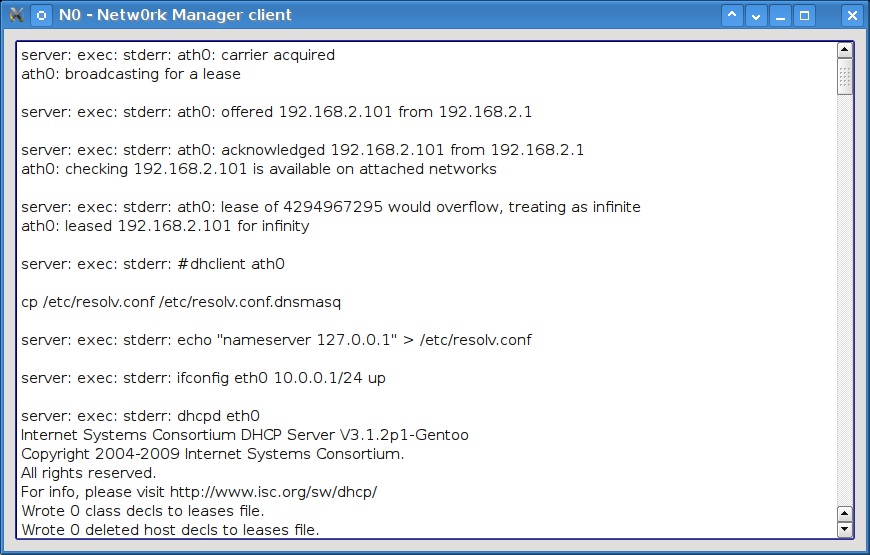 N0 - Netw0rk Manager client
server: exec: stderr: ath0: carrier acquired
ath0: broadcasting for a lease
server: exec: stderr: ath0: offered 192.168.2.101 from 192.168.2.1
server: exec: stderr: ath0: acknowledged 192.168.2.101 from 192.168.2.1
ath0: checking 192.168.2.101 is available on attached networks
server: exec: stderr: ath0: lease of 4294967295 would overflow, treating as infinite
ath0: leased 192.168.2.101 for infinity
server: exec: stderr: #dhclient ath0
cp /etc/resolv.conf /etc/resolv.conf.dnsmasq
server: exec: stderr: echo "nameserver 127.0.0.1" > /etc/resolv.conf
server: exec: stderr: ifconfig eth0 10.0.0.1/24 up
server: exec: stderr: dhcpd eth0
Internet Systems Consortium DHCP Server V3.1.2p1-Gentoo
Copyright 2004-2009 Internet Systems Consortium.
All rights reserved.
For info, please visit http://www.isc.org/sw/dhcp/
Wrote 0 class decls to leases file.
Wrote 0 deleted host decls to leases file.